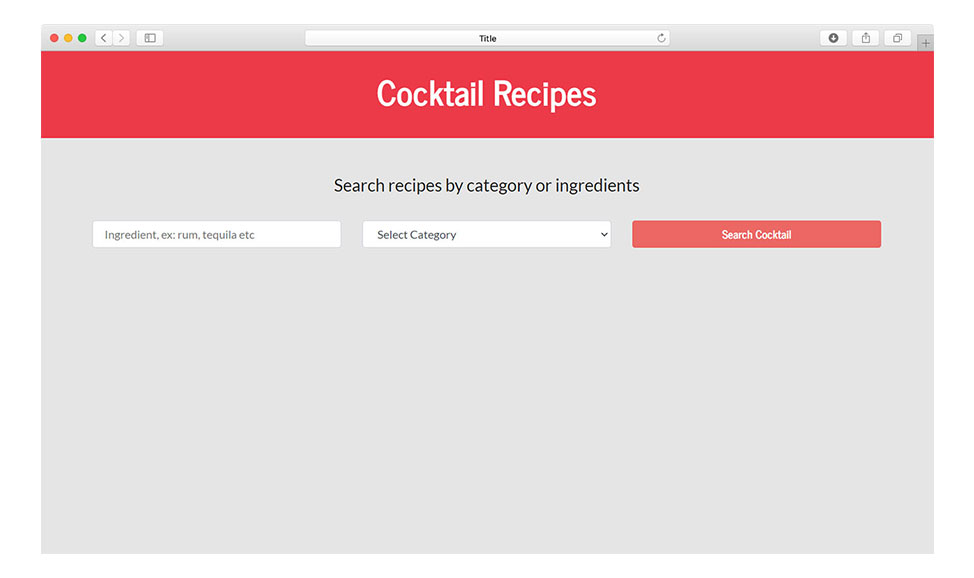 Title
Cocktail Recipes
Search recipes by category or ingredients
Ingredient, ex: rum, tequila etc
Select Category
Search Cocktail